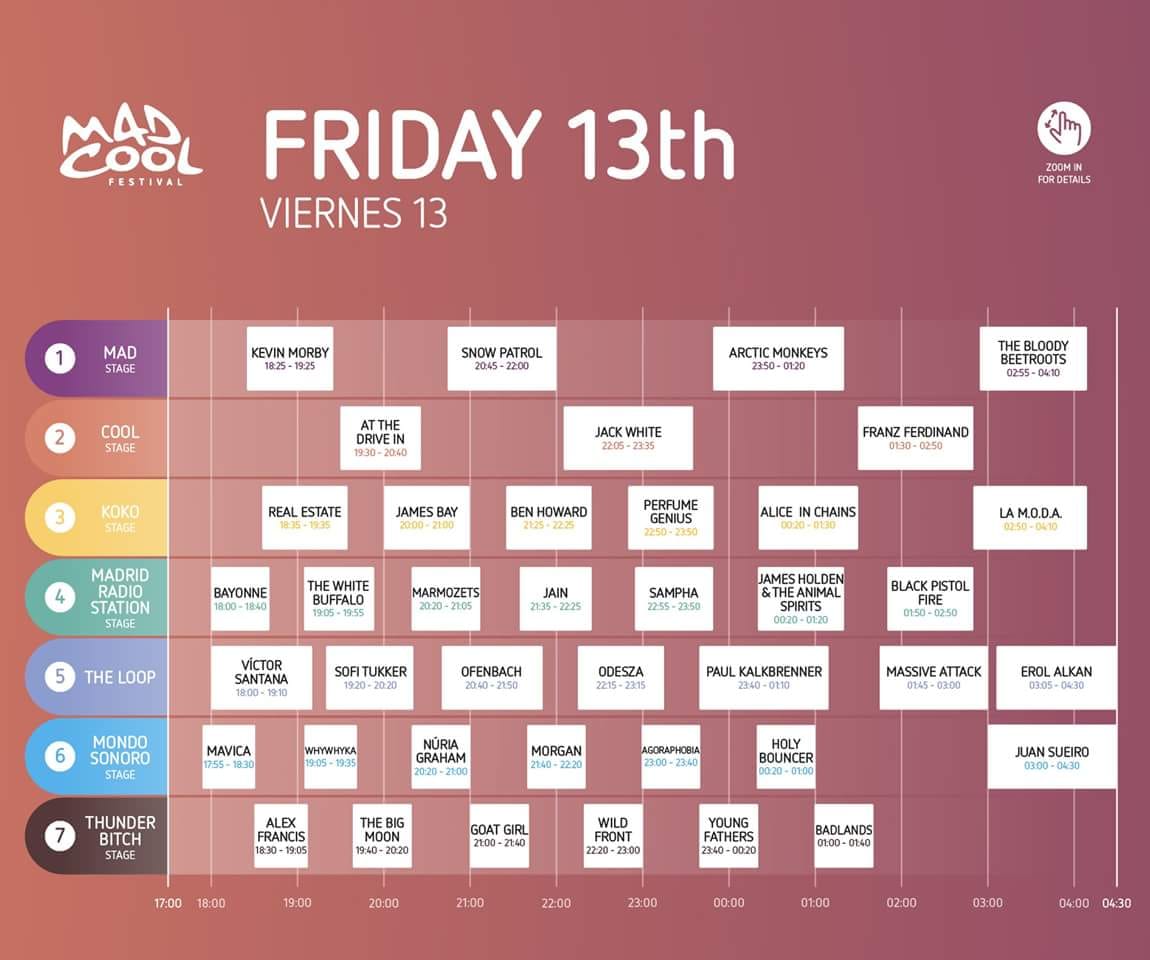 MAD
COOL
FESTIVAL
FRIDAY 13th
VIERNES 13
ZOOM IN
FOR DETAILS
1 MAD
STAGE
KEVIN MORBY
18:25 - 19:25
SNOW PATROL
20:45 - 22:00
ARCTIC MONKEYS
23:50 - 01:20
THE BLOODY
BEETROOTS
02:55 - 04:10
2 COOL
STAGE
AT THE
DRIVE IN
19:30 - 20:40
JACK WHITE
22:05 - 23:35
FRANZ FERDINAND
01:30 - 02:50
3 KOKO
STAGE
REAL ESTATE
18:35 - 19:35
JAMES BAY
20:00 - 21:00
BEN HOWARD
21:25 - 22:25
PERFUME
GENIUS
22:50 - 23:50
ALICE IN CHAINS
00:20 - 01:30
LA M.O.D.A.
02:50 - 04:10
4 MADRID
RADIO
STATION
STAGE
BAYONNE
18:00 - 18:40
THE WHITE
BUFFALO
19:05 - 19:55
MARMOZETS
20:20 - 21:05
JAIN
21:35 - 22:25
SAMPHA
22:55 - 23:50
JAMES HOLDEN
& THE ANIMAL
SPIRITS
00:20 - 01:20
BLACK PISTOL
FIRE
01:50 - 02:50
5 THE LOOP
VÍCTOR
SANTANA
18:00 - 19:10
SOFI TUKKER
19:20 - 20:20
OFENBACH
20:40 - 21:50
ODESZA
22:15 - 23:15
PAUL KALKBRENNER
23:40 - 01:10
MASSIVE ATTACK
01:45 - 03:00
EROL ALKAN
03:05 - 04:30
6 MONDO
SONORO
STAGE
MAVICA
17:55 - 18:30
WHYWHYKA
19:05 - 19:35
NÚRIA
GRAHAM
20:20 - 21:00
MORGAN
21:40 - 22:20
AGORAPHOBIA
23:00 - 23:40
HOLY
BOUNCER
00:20 - 01:00
JUAN SUEIRO
03:00 - 04:30
7 THUNDER
BITCH
STAGE
ALEX
FRANCIS
18:30 - 19:05
THE BIG
MOON
19:40 - 20:20
GOAT GIRL
21:00 - 21:40
WILD
FRONT
22:20 - 23:00
YOUNG
FATHERS
23:40 - 00:20
BADLANDS
01:00 - 01:40
17:00 18:00 19:00 20:00 21:00 22:00 23:00 00:00 01:00 02:00 03:00 04:00 04:30